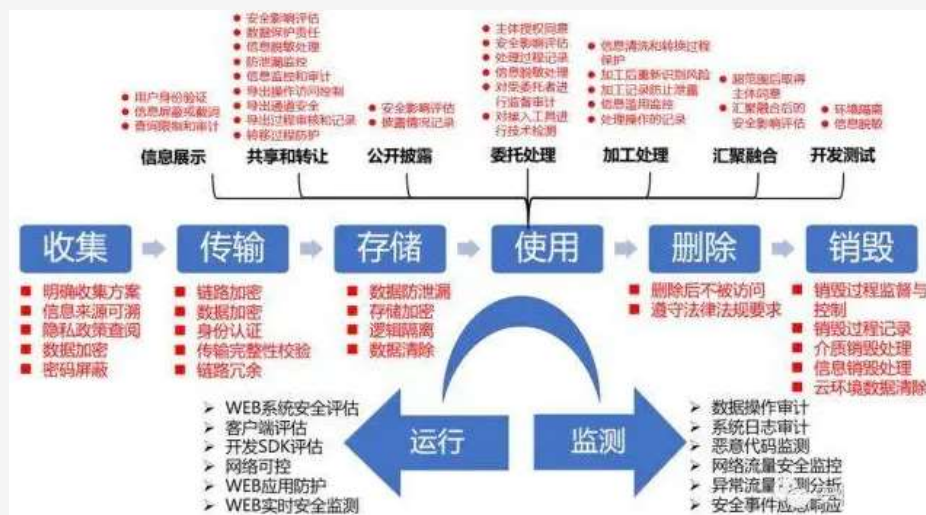 安全影响评估
数据保护责任
信息脱敏处理
防泄漏监控
信息监控和审计
导出操作访问控制
导出通道安全
导出过程审核和记录
转移过程防护
用户身份验证
信息屏蔽或截词
查询限制和审计
安全影响评估
披露情况记录
主体授权同意
安全影响评估
处理过程记录
信息脱敏处理
对受委托者进
行监督审计
对接入工具进
行技术检测
信息清洗和转换过程
保护
加工后重新识别风险
加工记录防止泄露
信息滥用监控
处理操作的记录
超范围后取得
主体同意
汇聚融合后的
安全影响评估
环境隔离
信息脱敏
信息展示 共享和转让 公开披露 委托处理 加工处理 汇聚融合 开发测试
收集 传输 存储 使用 删除 销毁
明确收集方案
信息来源可溯
隐私政策查阅
数据加密
密码屏蔽
链路加密
数据加密
身份认证
传输完整性校验
链路冗余
数据防泄漏
存储加密
逻辑隔离
数据清除
删除后不被访问
遵守法律法规要求
销毁过程监督与
控制
销毁过程记录
介质销毁处理
信息销毁处理
云环境数据清除
WEB系统安全评估
客户端评估
开发SDK评估
网络可控
WEB应用防护
WEB实时安全监测
运行
监测
数据操作审计
系统日志审计
恶意代码监测
网络流量安全监控
异常流量监测分析
安全事件应急响应